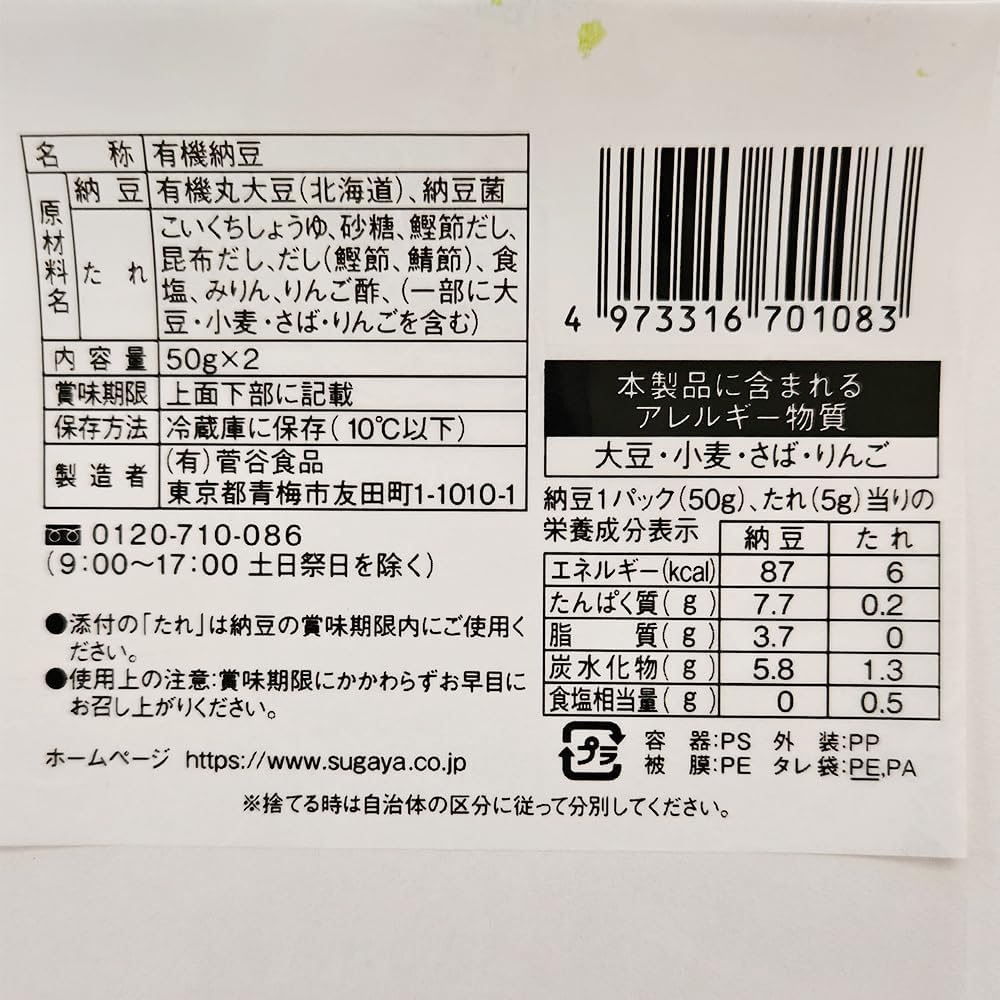 名称 有機納豆
原材料名 納豆 有機丸大豆(北海道)、納豆菌
たれ こいくちしょうゆ、砂糖、鰹節だし、
昆布だし、だし(鰹節、鯖節)、食
塩、みりん、りんご酢、(一部に大
豆・小麦・さば・りんごを含む)
内容量 50g×2
賞味期限 上面下部に記載
保存方法 冷蔵庫に保存(10℃以下)
製造者 (有)菅谷食品
東京都青梅市友田町1-1010-1
0120-710-086
(9:00〜17:00 土日祭日を除く)
●添付の「たれ」は納豆の賞味期限内にご使用く
ださい。
●使用上の注意:賞味期限にかかわらずお早目に
お召し上がりください。
ホームページ https://www.sugaya.co.jp
4 973316 701083
本製品に含まれる
アレルギー物質
大豆・小麦・さば・りんご
納豆1パック(50g)、たれ(5g)当りの
栄養成分表示 納豆 たれ
エネルギー(kcal) 87 6
たんぱく質(g) 7.7 0.2
脂質(g) 3.7 0
炭水化物(g) 5.8 1.3
食塩相当量(g) 0 0.5
プラ 容器:PS 外装:PP
被膜:PE タレ袋:PE,PA
※捨てる時は自治体の区分に従って分別してください。